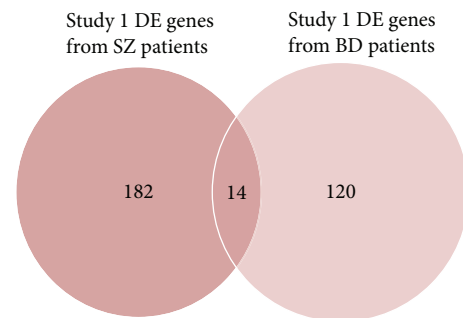 Study 1 DE genes
from SZ patients
Study 1 DE genes
from BD patients
182
14
120